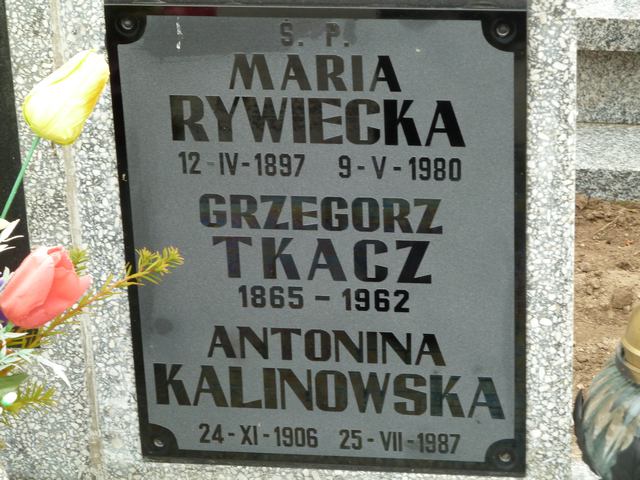 Ś. P.
MARIA
RYWIECKA
12-IV-1897 9-V-1980
GRZEGORZ
TKACZ
1865-1962
ANTONINA
KALINOWSKA
24-XI-1906 25-VII-1987